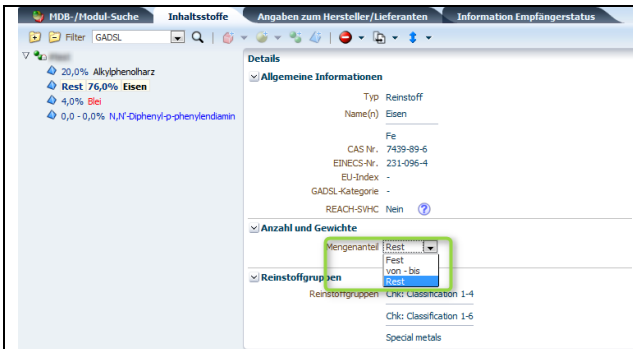 MDB-/Modul-Suche Inhaltsstoffe Angaben zum Hersteller/Lieferanten Information Empfängerstatus
Filter GADSL
20,0% Alkylphenolharz
Rest 76,0% Eisen
4,0% Blei
0,0 - 0,0% N,N'-Diphenyl-p-phenylendiamin
Details
Allgemeine Informationen
Typ Reinstoff
Name(n) Eisen
Fe
CAS Nr. 7439-89-6
EINECS-Nr. 231-096-4
EU-Index -
GADSL-Kategorie -
REACH-SVHC Nein ?
Anzahl und Gewichte
Mengenanteil Rest
Fest
von - bis
Rest
Reinstoffgruppen
Reinstoffgruppen Chk: Classification 1-4
Chk: Classification 1-6
Special metals